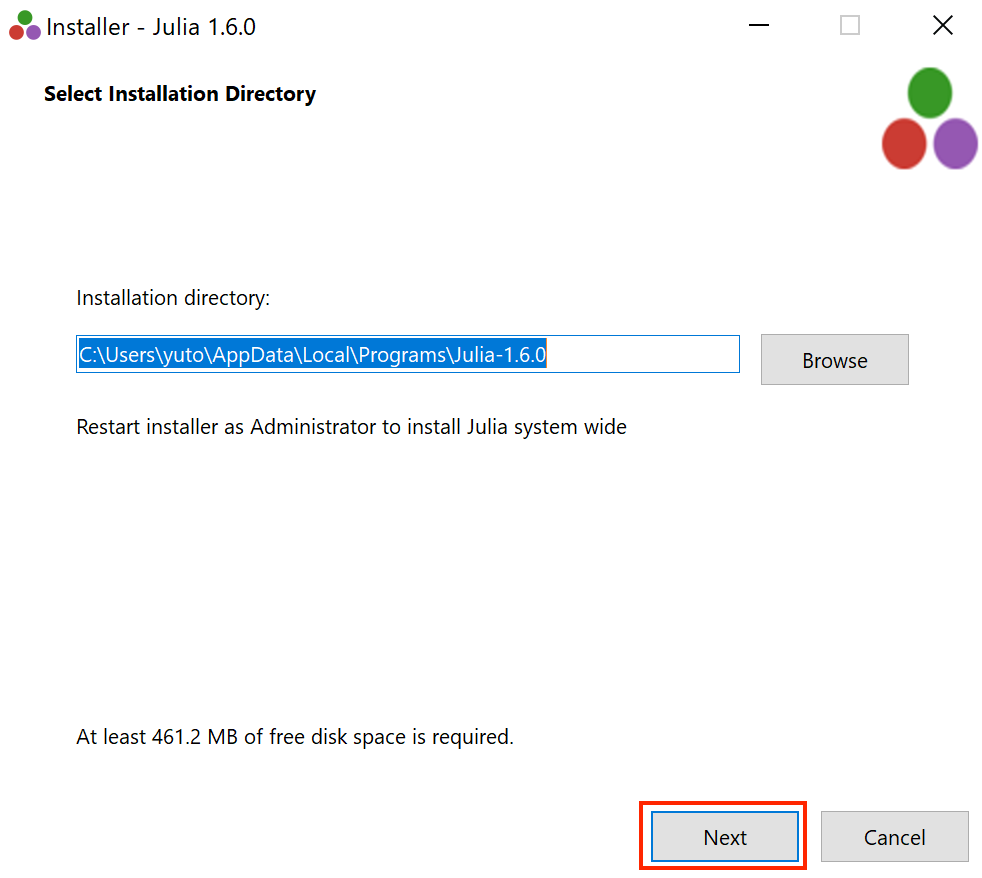 Installer - Julia 1.6.0
Select Installation Directory
Installation directory:
C:\Users\yuto\AppData\Local\Programs\Julia-1.6.0
Browse
Restart installer as Administrator to install Julia system wide
At least 461.2 MB of free disk space is required.
Next
Cancel